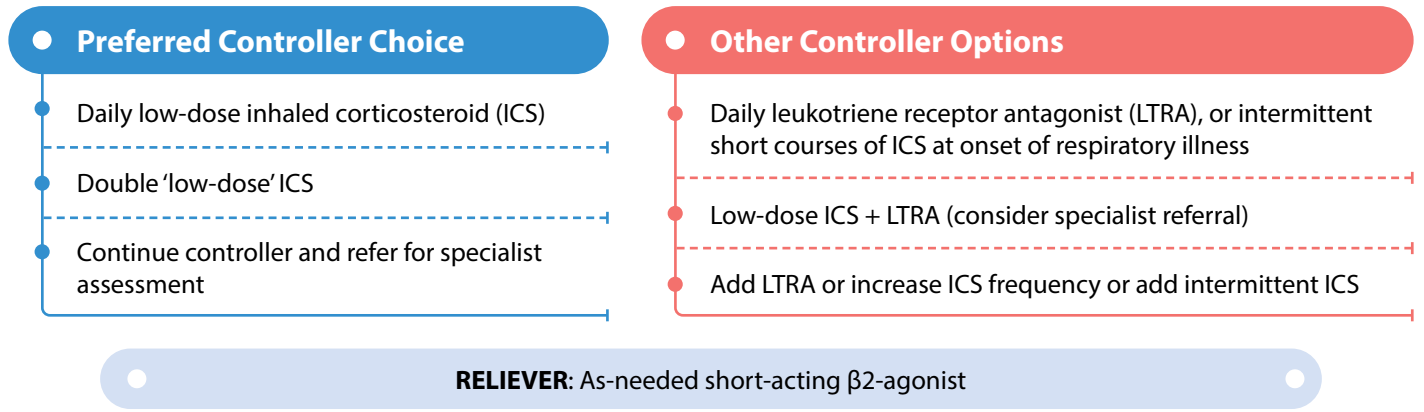 Preferred Controller Choice
Daily low-dose inhaled corticosteroid (ICS)
Double ‘low-dose’ ICS
Continue controller and refer for specialist
assessment
Other Controller Options
Daily leukotriene receptor antagonist (LTRA), or intermittent
short courses of ICS at onset of respiratory illness
Low-dose ICS + LTRA (consider specialist referral)
Add LTRA or increase ICS frequency or add intermittent ICS
RELIEVER: As-needed short-acting β2-agonist